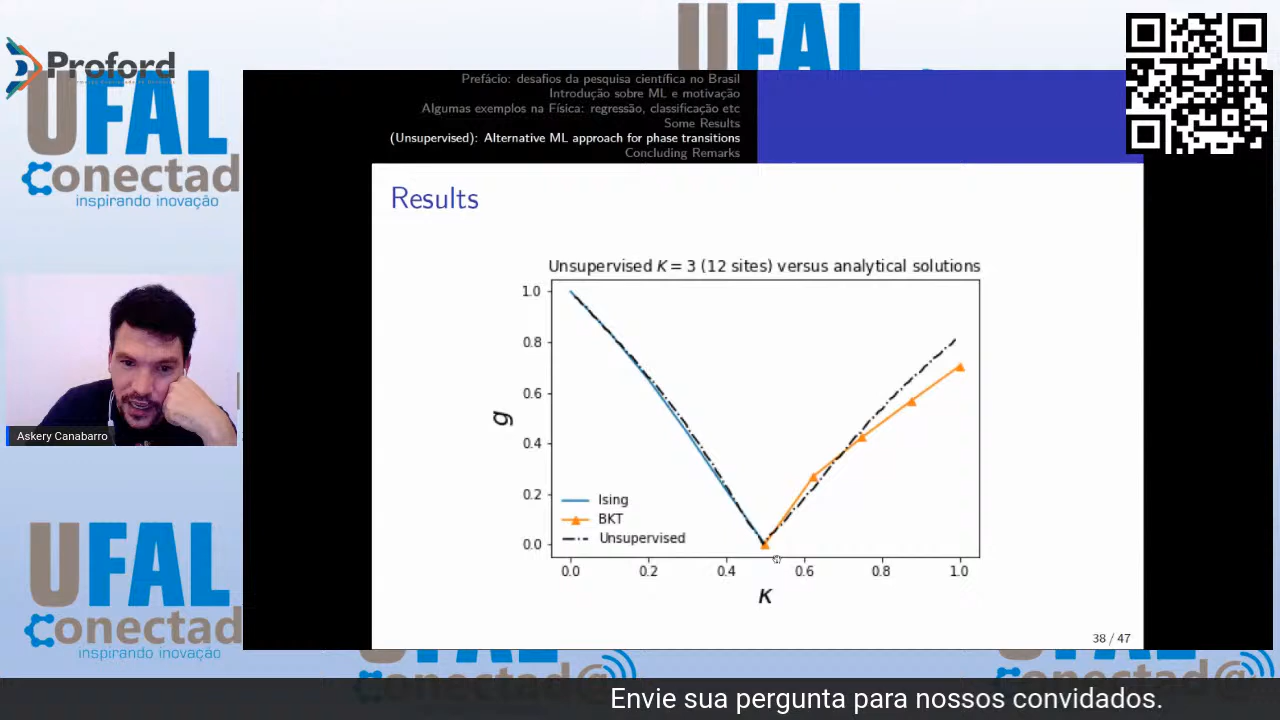 Proford
UFAL
Conectad
inspirando inovação
UFAL
Prefácio: desafios da pesquisa científica no Brasil
Introdução sobre ML e motivação
Algumas exemplos na Física: regressão, classificação etc
Some Results
(Unsupervised): Alternative ML approach for phase transitions
Concluding Remarks
Results
Unsupervised K = 3 (12 sites) versus analytical solutions
1.0
0.8
0.6
0.4
0.2
0.0
g
Ising
BKT
Unsupervised
0.0 0.2 0.4 0.6 0.8 1.0
K
38 / 47
Askery Canabarro
UFAL
Conectad
inspirando inovação
conectad@
conectad@
Envie sua pergunta para nossos convidados.